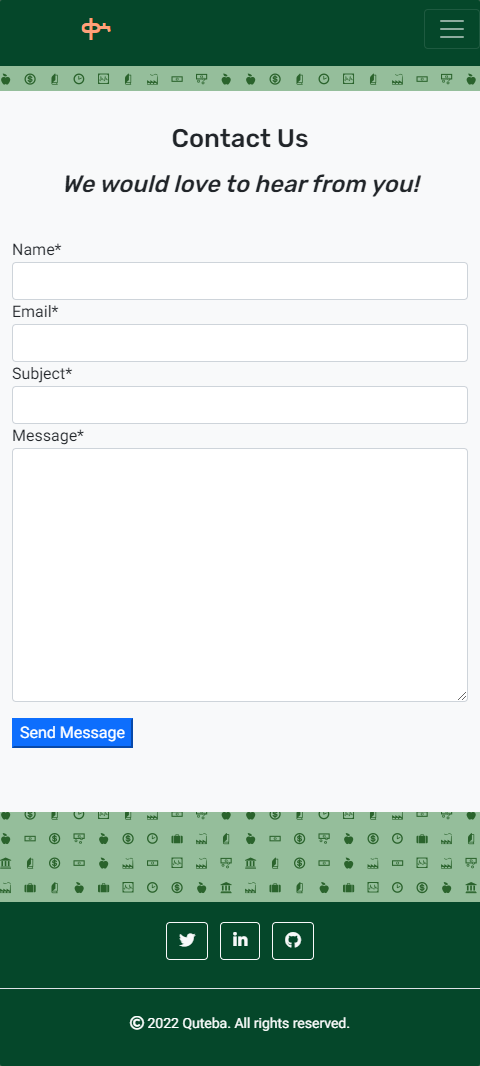 ቁ
Contact Us
We would love to hear from you!
Name*
Email*
Subject*
Message*
Send Message
© 2022 Quteba. All rights reserved.